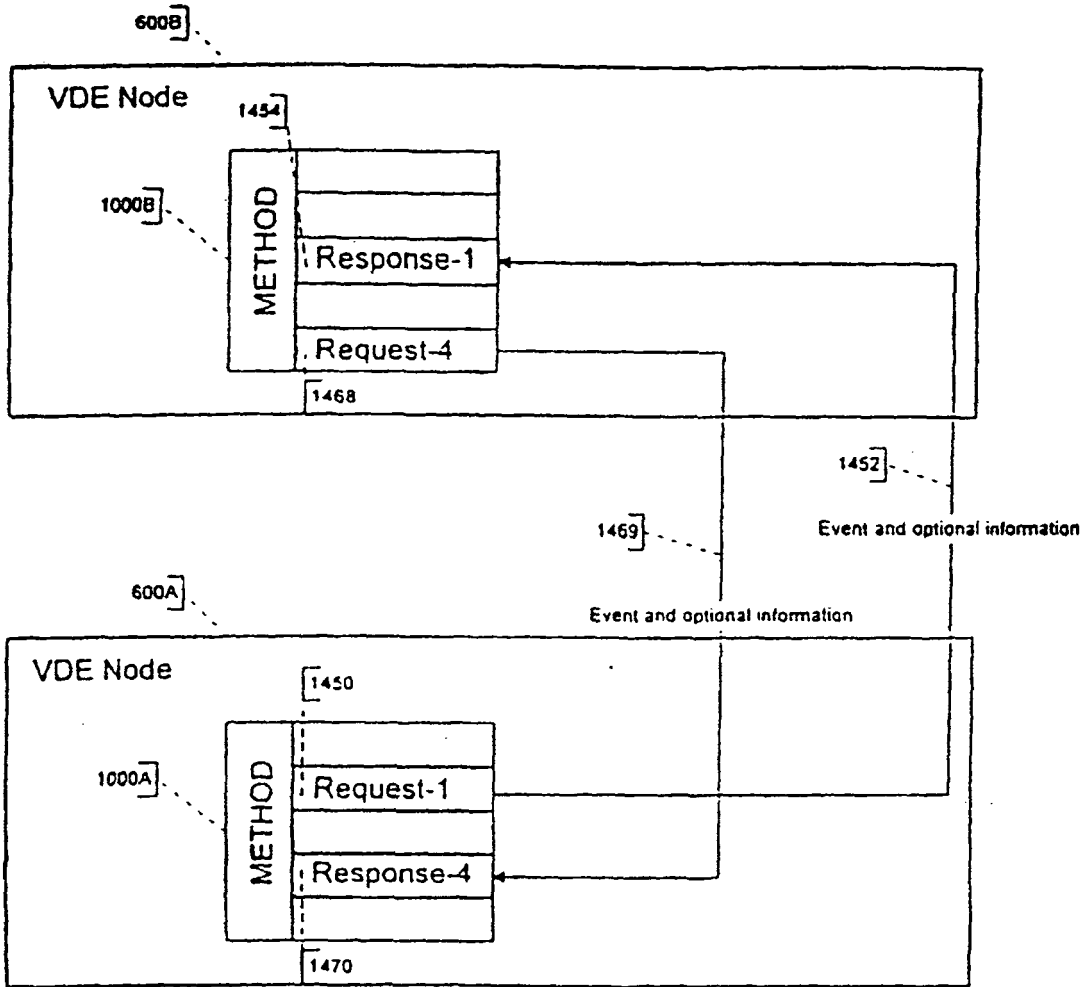 600B
VDE Node
1454
1000B
METHOD
Response-1
Request-4
1468
1452
Event and optional information
1469
Event and optional information
600A
VDE Node
1450
1000A
METHOD
Request-1
Response-4
1470